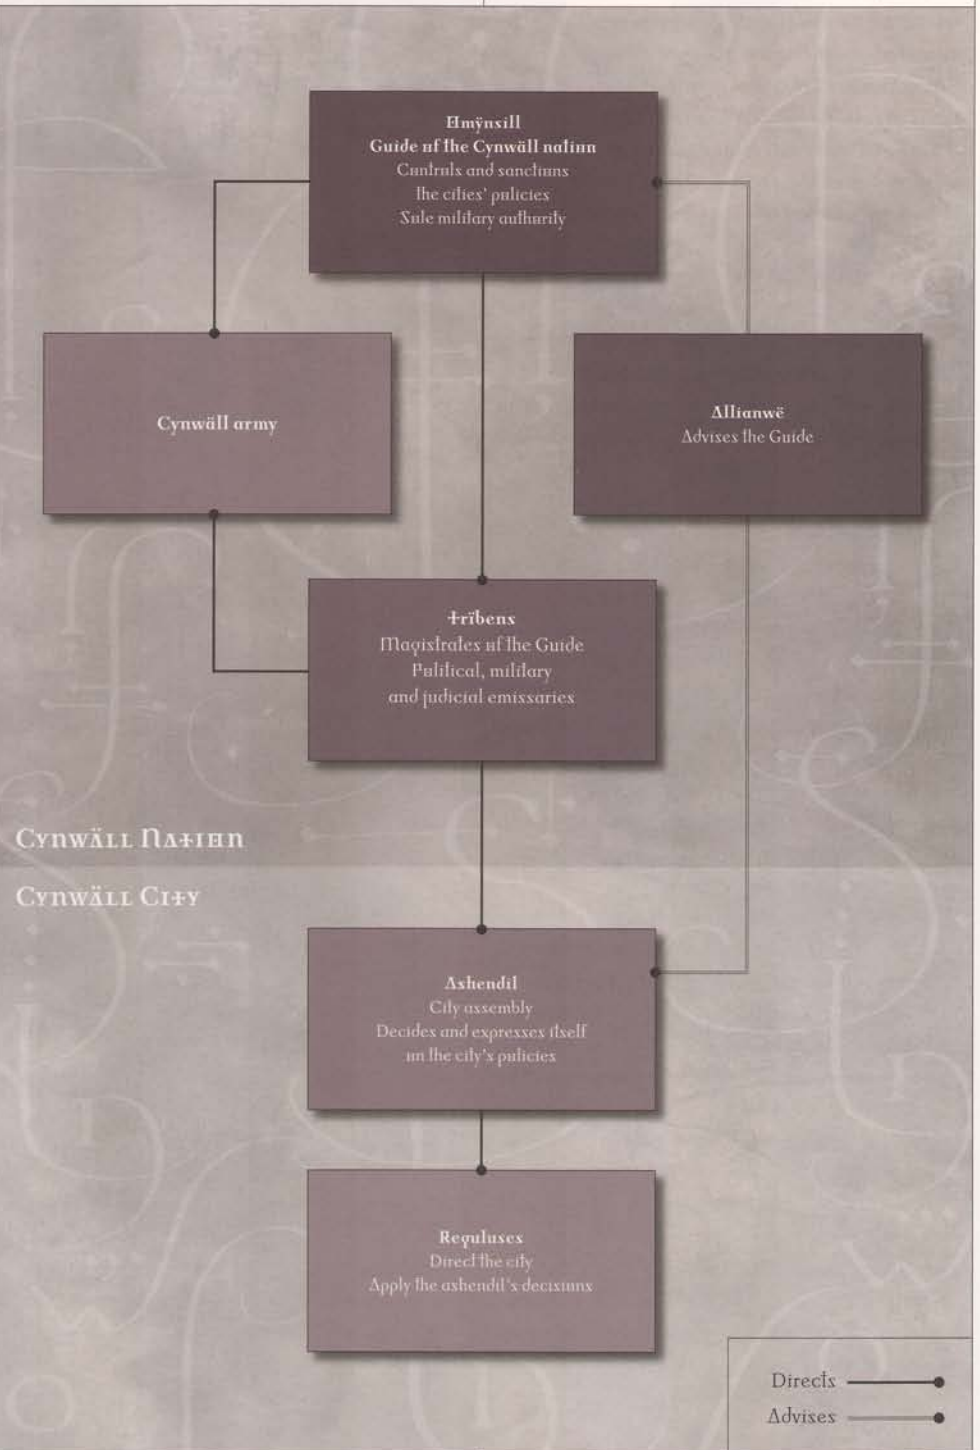 Omÿnsill
Guide of the Cynwäll nation
Controls and sanctions
the cities' policies
Sole military authority
Cynwäll army
Allianwë
Advises the Guide
Trïbens
Magistrates of the Guide
Political, military
and judicial emissaries
Cynwäll Nation
Cynwäll City
Ashendil
City assembly
Decides and expresses itself
on the city's policies
Reguluses
Direct the city
Apply the ashendil's decisions
Directs
Advises